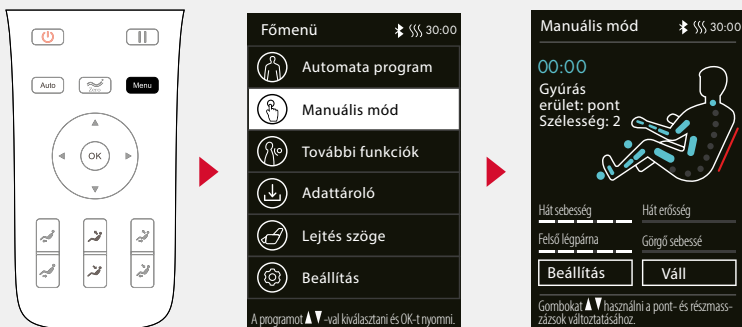 Auto
Zero
Menu
OK
Főmenü 30:00
Automata program
Manuális mód
További funkciók
Adattároló
Lejtés szöge
Beállítás
A programot -val kiválasztani és OK-t nyomni.
Manuális mód 30:00
00:00
Gyúrás
erület: pont
Szélesség: 2
Hát sebesség Hát erősség
Felső légpárna Görgő sebessé
Beállítás Váll
Gombokat használni a pont- és részmass-
zázsok változtatásához.